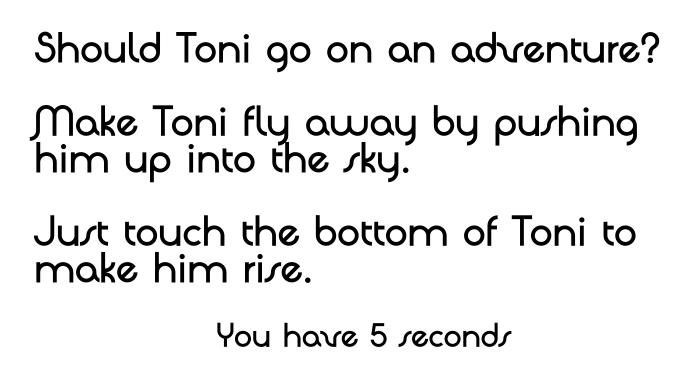 Should Toni go on an adventure?
Make Toni fly away by pushing
him up into the sky.
Just touch the bottom of Toni to
make him rise.
You have 5 seconds